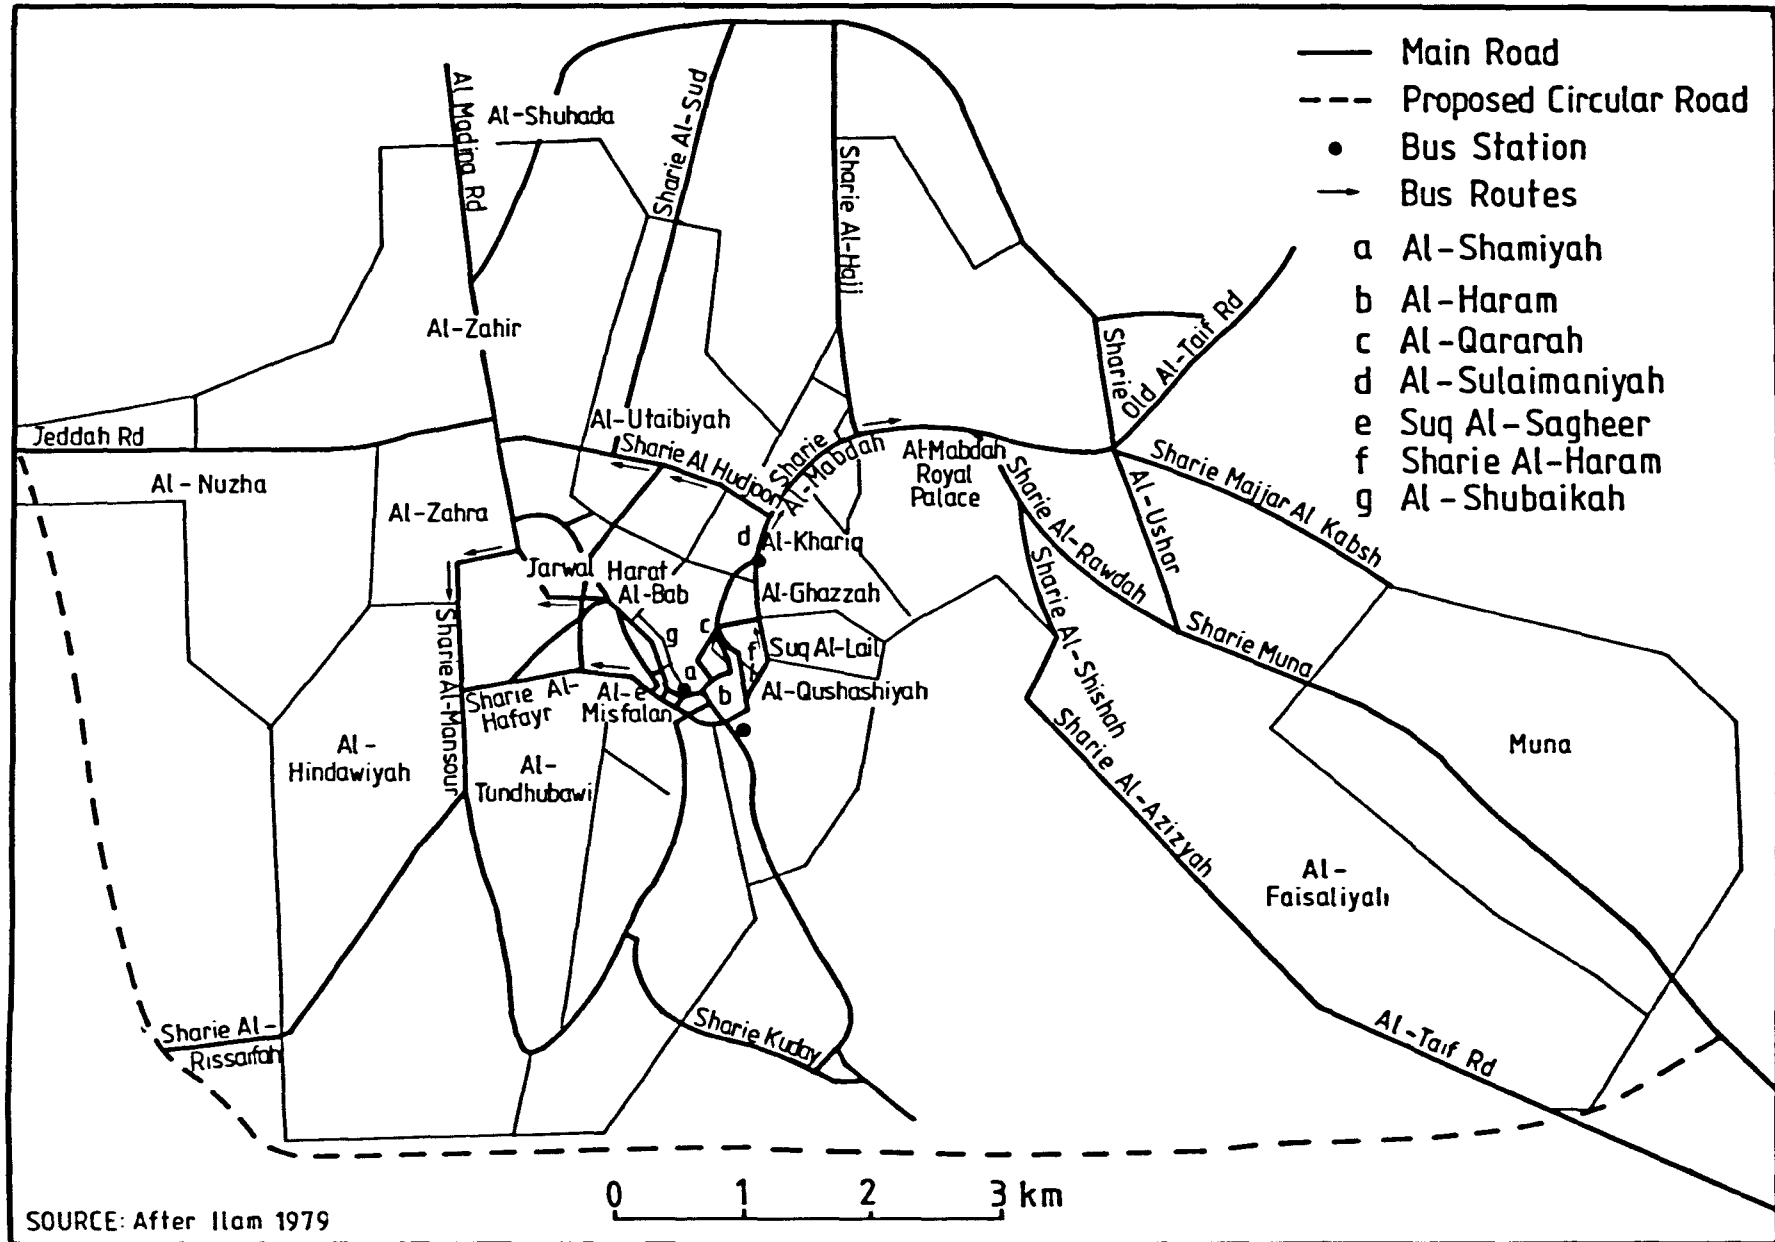 Main Road
Proposed Circular Road
Bus Station
Bus Routes
a Al-Shamiyah
b Al-Haram
c Al-Qararah
d Al-Sulaimaniyah
e Suq Al-Sagheer
f Sharie Al-Haram
g Al-Shubaikah
Al Madina Rd
Al-Shuhada
Sharie Al-Sud
Sharie Al-Hajj
Al-Zahir
Sharie
Old Al-Taif Rd
Jeddah Rd
Al-Utaibiyah
Sharie Al Hudjoon
Sharie
Al-Mabdah
Al-Mabdah
Royal
Palace
Sharie Majjar Al Kabsh
Al-Ushar
Al-Nuzha
Al-Zahra
Sharie Al-Rawdah
d
Al-Khariq
Jarwal
Harat
Al-Bab
Al-Ghazzah
Sharie Al-Shishah
Sharie Muna
c
g
f
Suq Al-Lail
a
b
Al-Qushashiyah
Sharie Al-Mansour
Sharie Al-
Hafayr
Al-e
Misfalan
Al-
Hindawiyah
Al-
Tundhubawi
Sharie Al-Azizyah
Muna
Al-
Faisaliyah
Sharie Al-
Rissaifah
Sharie Kuday
Al-Taif Rd
0 1 2 3 km
SOURCE: After Ilam 1979